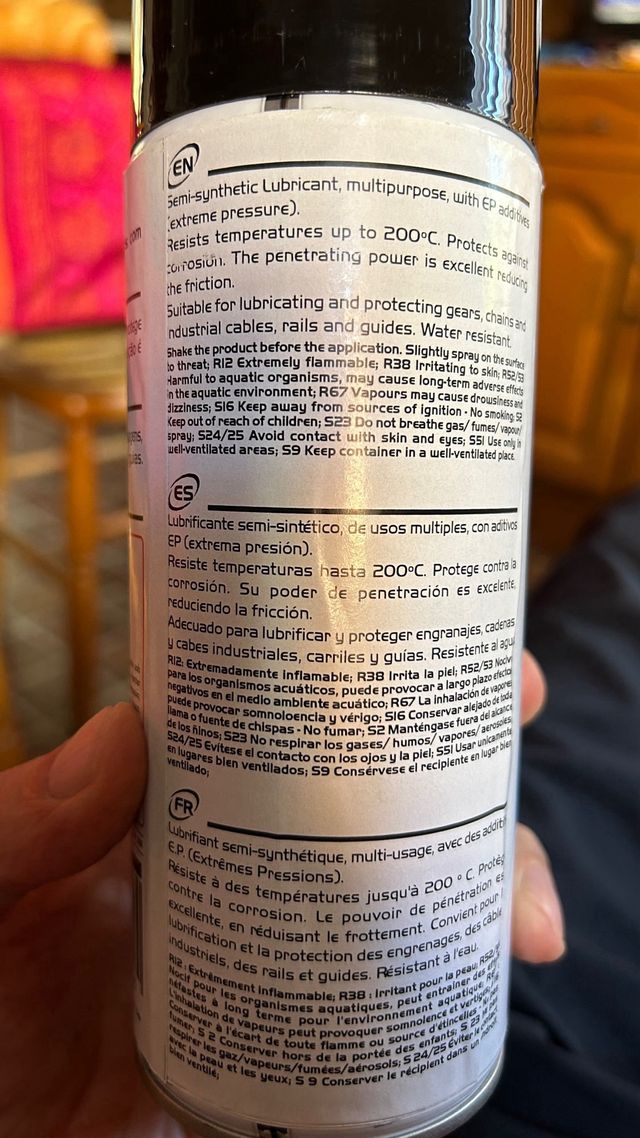 EN
Semi-synthetic Lubricant, multipurpose, with EP additives
(extreme pressure).
Resists temperatures up to 200ºC. Protects against
corrosion. The penetrating power is excellent reducing
the friction.
Suitable for lubricating and protecting gears, chains and
industrial cables, rails and guides. Water resistant.
Shake the product before the application. Slightly spray on the surface
to threat; R12 Extremely flammable; R38 Irritating to skin; R52/53
Harmful to aquatic organisms, may cause long-term adverse effects
in the aquatic environment; R67 Vapours may cause drowsiness and
dizziness; S16 Keep away from sources of ignition - No smoking; S2
Keep out of reach of children; S23 Do not breathe gas/ fumes/ vapour/
spray; S24/25 Avoid contact with skin and eyes; S51 Use only in
well-ventilated areas; S9 Keep container in a well-ventilated place.
ES
Lubrificante semi-sintético, de usos multiples, con aditivos
EP (extrema presión).
Resiste temperaturas hasta 200ºC. Protege contra la
corrosión. Su poder de penetración es excelente,
reduciendo la fricción.
Adecuado para lubrificar y proteger engranajes, cadenas
y cabes industriales, carriles y guías. Resistente al agua
R12: Extremadamente inflamable; R38 Irrita la piel; R52/53 Nocivo
para los organismos acuáticos, puede provocar a largo plazo efectos
negativos en el medio ambiente acuático; R67 La inhalación de vapores
puede provocar somnoloencia y vérigo; S16 Conservar alejado de toda
llama o fuente de chispas - No fumar; S2 Manténgase fuera del alcance
de los ñinos; S23 No respirar los gases/ humos/ vapores/ aerosoles;
S24/25 Evítese el contacto con los ojos y la piel; S51 Usar unicamente
en lugares bien ventilados; S9 Consérvese el recipiente en lugar bien
ventilado;
FR
Lubrifiant semi-synthétique, multi-usage, avec des
E.P. (Extrêmes Pressions).
Résiste à des températures jusqu'à 200 º C. Protège
contre la corrosion. Le pouvoir de pénétration es
excellente, en réduisant le frottement. Convient pour
lubrification et la protection des engrenages, des
industriels, des rails et guides. Résistant à l'eau.
R12 : Extrêmement inflammable; R38 : Irritant pour la peau;
Nocif pour les organismes aquatiques, peut entraîner des
néfastes à long terme pour l'environnement aquatique;
L'inhalation de vapeurs peut provoquer somnolence et
Conserver à l'écart de toute flamme ou source d'étincelles -
fumer; S 2 Conserver hors de la portée des enfants; S 23
respirer les gaz/vapeurs/fumées/aérosols; S 24/25 Éviter le contact
avec la peau et les yeux; S 9 Conserver le récipient dans un
bien ventilé;